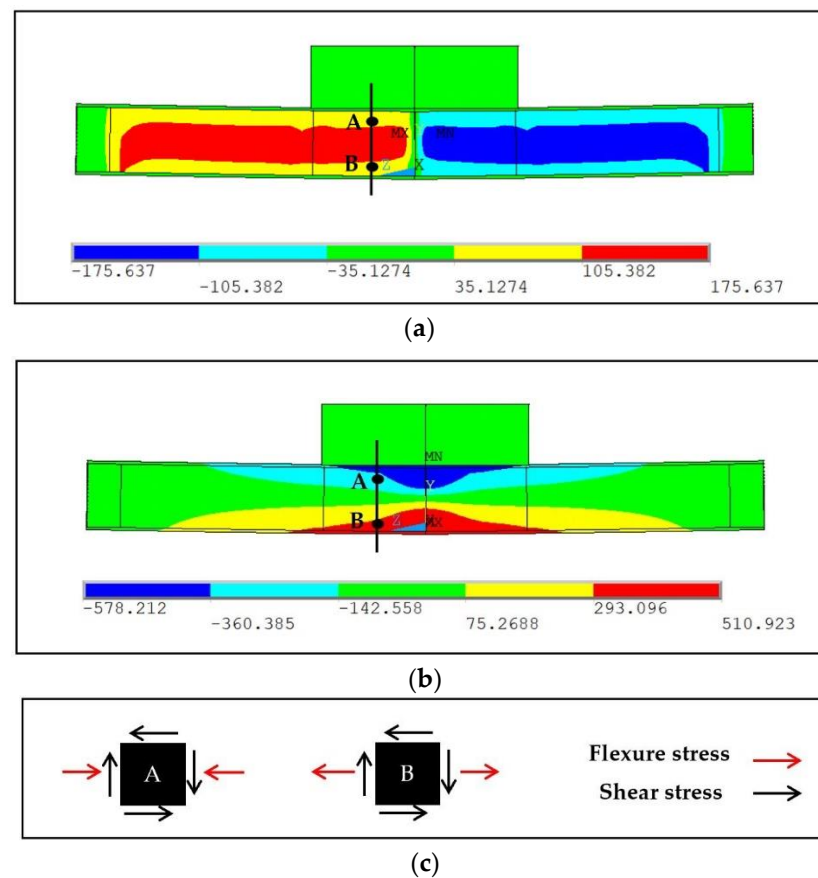 A
MX MN
B Z X
-175.637 -35.1274 105.382
-105.382 35.1274 175.637
(a)
MN
A Y
B Z MX
-578.212 -142.558 293.096
-360.385 75.2688 510.923
(b)
A B Flexure stress
Shear stress
(c)